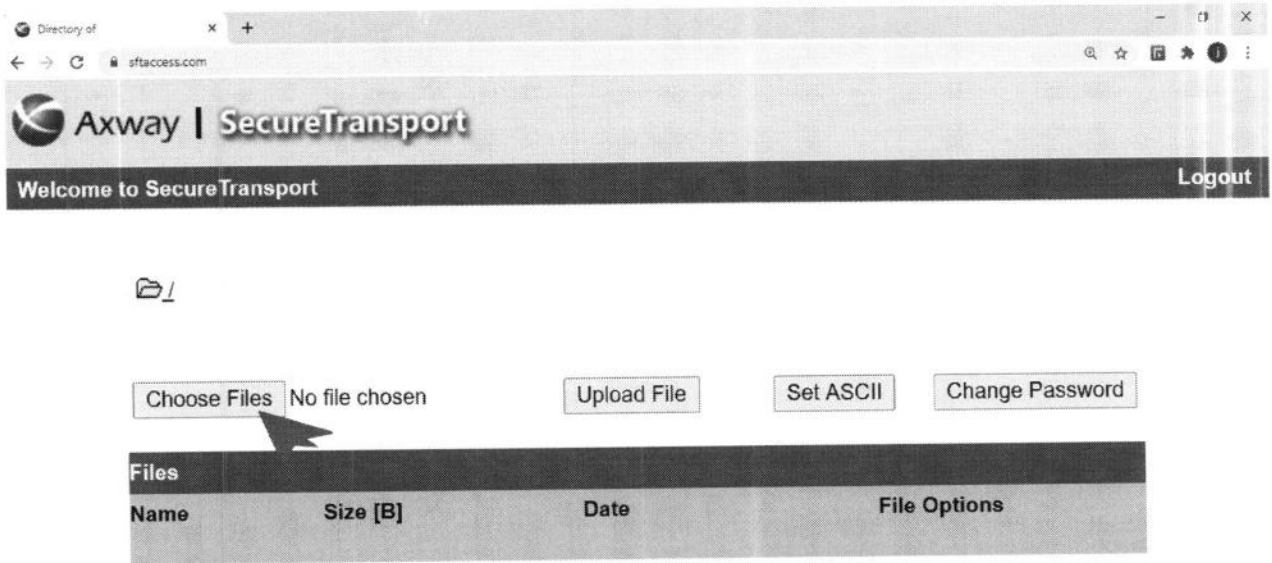 Directory of
sftaccess.com
Axway | SecureTransport
Welcome to SecureTransport Logout
/
Choose Files No file chosen Upload File Set ASCII Change Password
Files
Name Size [B] Date File Options